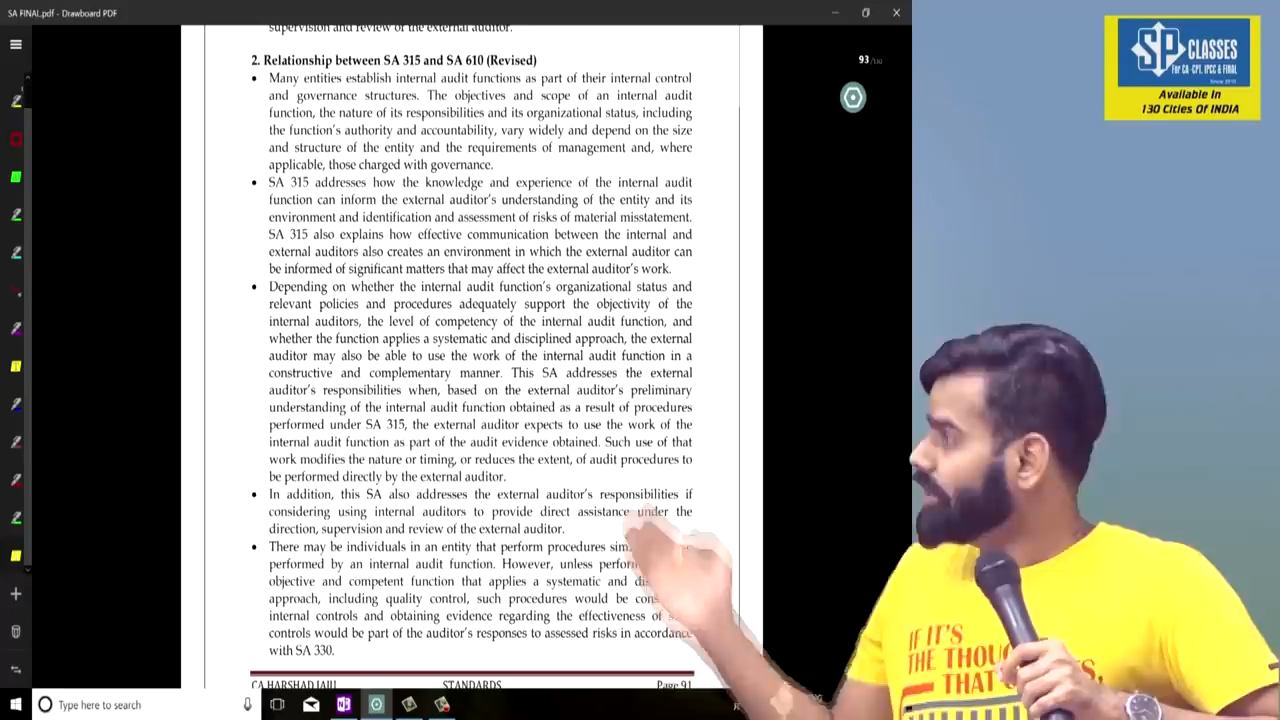 SA FINAL.pdf - Drawboard PDF
supervision and review of the external auditor.
2. Relationship between SA 315 and SA 610 (Revised)
• Many entities establish internal audit functions as part of their internal control
and governance structures. The objectives and scope of an internal audit
function, the nature of its responsibilities and its organizational status, including
the function's authority and accountability, vary widely and depend on the size
and structure of the entity and the requirements of management and, where
applicable, those charged with governance.
• SA 315 addresses how the knowledge and experience of the internal audit
function can inform the external auditor's understanding of the entity and its
environment and identification and assessment of risks of material misstatement.
SA 315 also explains how effective communication between the internal and
external auditors also creates an environment in which the external auditor can
be informed of significant matters that may affect the external auditor's work.
• Depending on whether the internal audit function's organizational status and
relevant policies and procedures adequately support the objectivity of the
internal auditors, the level of competency of the internal audit function, and
whether the function applies a systematic and disciplined approach, the external
auditor may also be able to use the work of the internal audit function in a
constructive and complementary manner. This SA addresses the external
auditor's responsibilities when, based on the external auditor's preliminary
understanding of the internal audit function obtained as a result of procedures
performed under SA 315, the external auditor expects to use the work of the
internal audit function as part of the audit evidence obtained. Such use of that
work modifies the nature or timing, or reduces the extent, of audit procedures to
be performed directly by the external auditor.
• In addition, this SA also addresses the external auditor's responsibilities if
considering using internal auditors to provide direct assistance under the
direction, supervision and review of the external auditor.
• There may be individuals in an entity that perform procedures
performed by an internal audit function. However, unless
objective and competent function that applies a systematic and
approach, including quality control, such procedures would be
internal controls and obtaining evidence regarding the effectiveness of
controls would be part of the auditor's responses to assessed risks in accordance
with SA 330.
CA HARSHAD JAJU STANDARDS Page 91
93
SP CLASSES
For CA -CPT, IPCC & FINAL
Since 2010
Available In
130 Cities Of INDIA
IF IT'S
THE
THAT
Type here to search